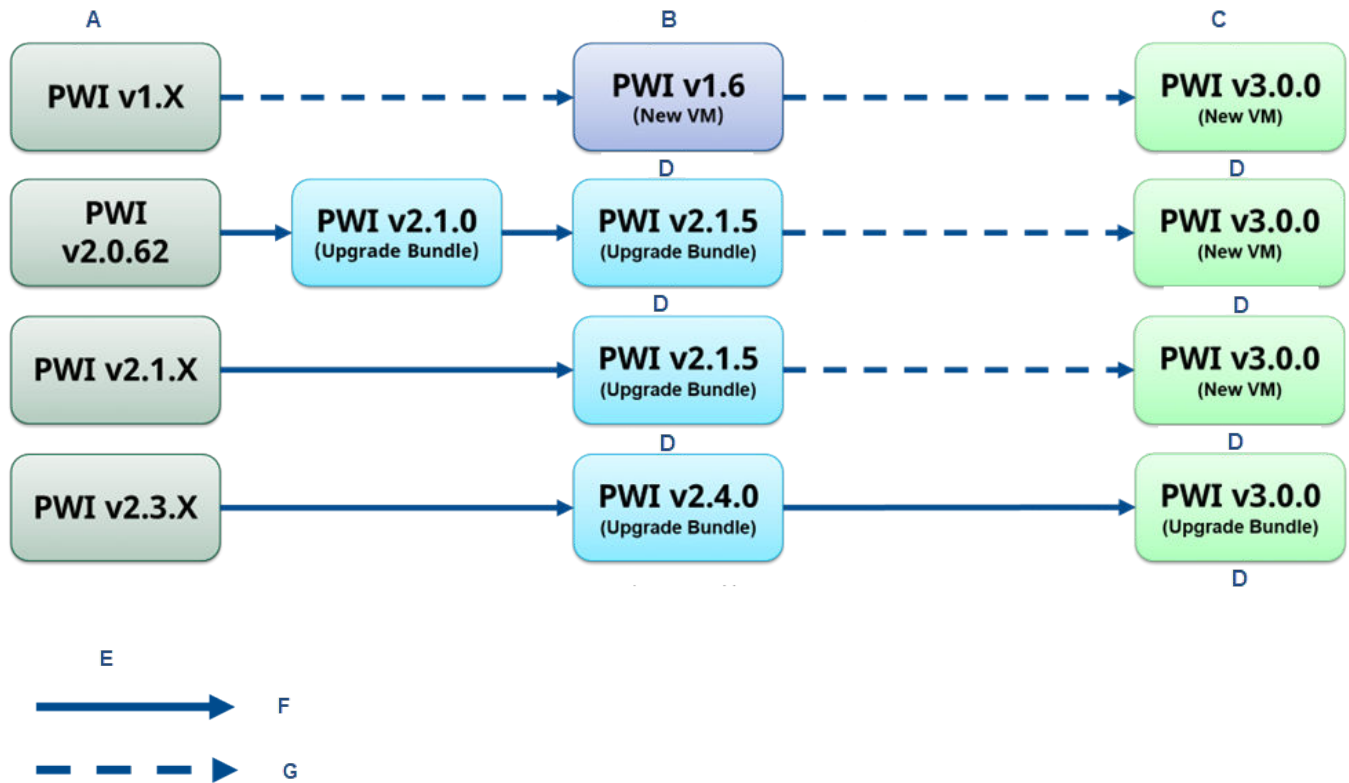 A
B
C
PWI v1.X
PWI v1.6
(New VM)
PWI v3.0.0
(New VM)
D
D
PWI
v2.0.62
PWI v2.1.0
(Upgrade Bundle)
PWI v2.1.5
(Upgrade Bundle)
PWI v3.0.0
(New VM)
D
D
PWI v2.1.X
PWI v2.1.5
(Upgrade Bundle)
PWI v3.0.0
(New VM)
D
D
PWI v2.3.X
PWI v2.4.0
(Upgrade Bundle)
PWI v3.0.0
(Upgrade Bundle)
D
E
F
G